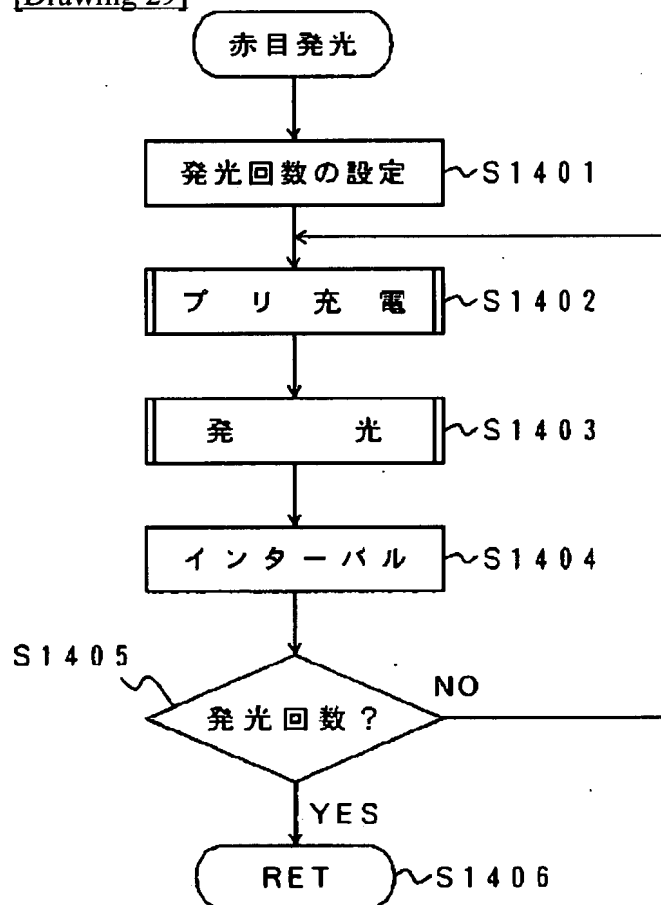 [Drawing 29]
赤目発光
発光回数の設定 S1401
プリ充電 S1402
発光 S1403
インターバル S1404
S1405
発光回数? NO
YES
RET S1406